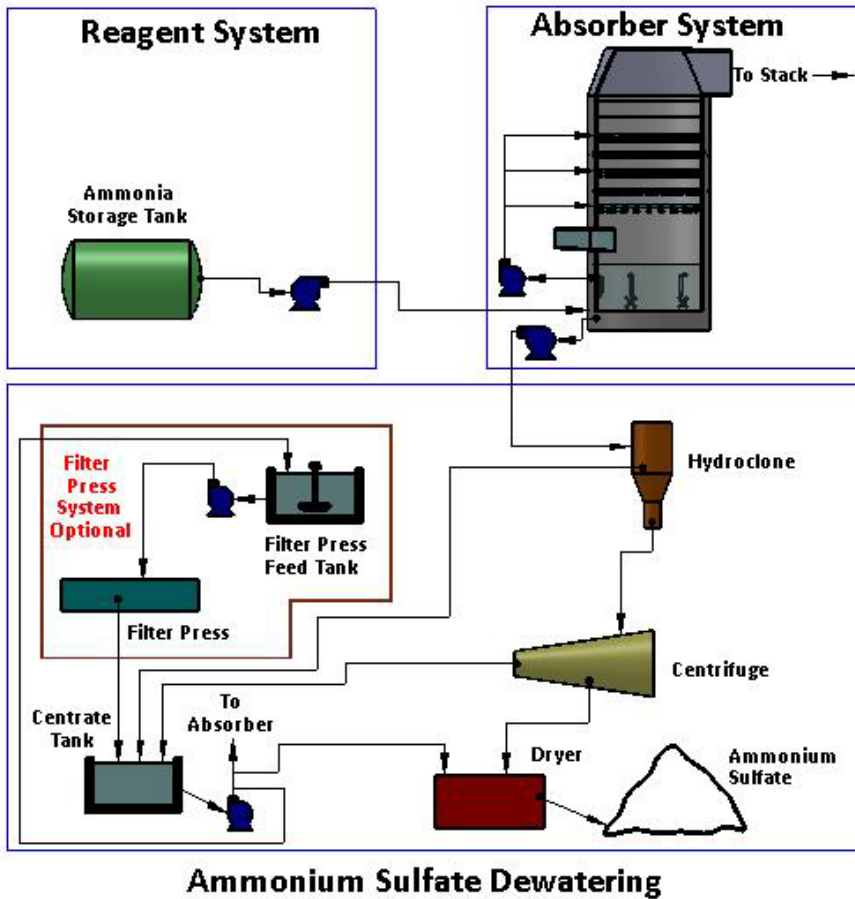 Reagent System
Absorber System
To Stack
Ammonia
Storage Tank
Filter
Press
System
Optional
Filter Press
Feed Tank
Filter Press
Hydroclone
Centrifuge
Centrate
Tank
To
Absorber
Dryer
Ammonium
Sulfate
Ammonium Sulfate Dewatering